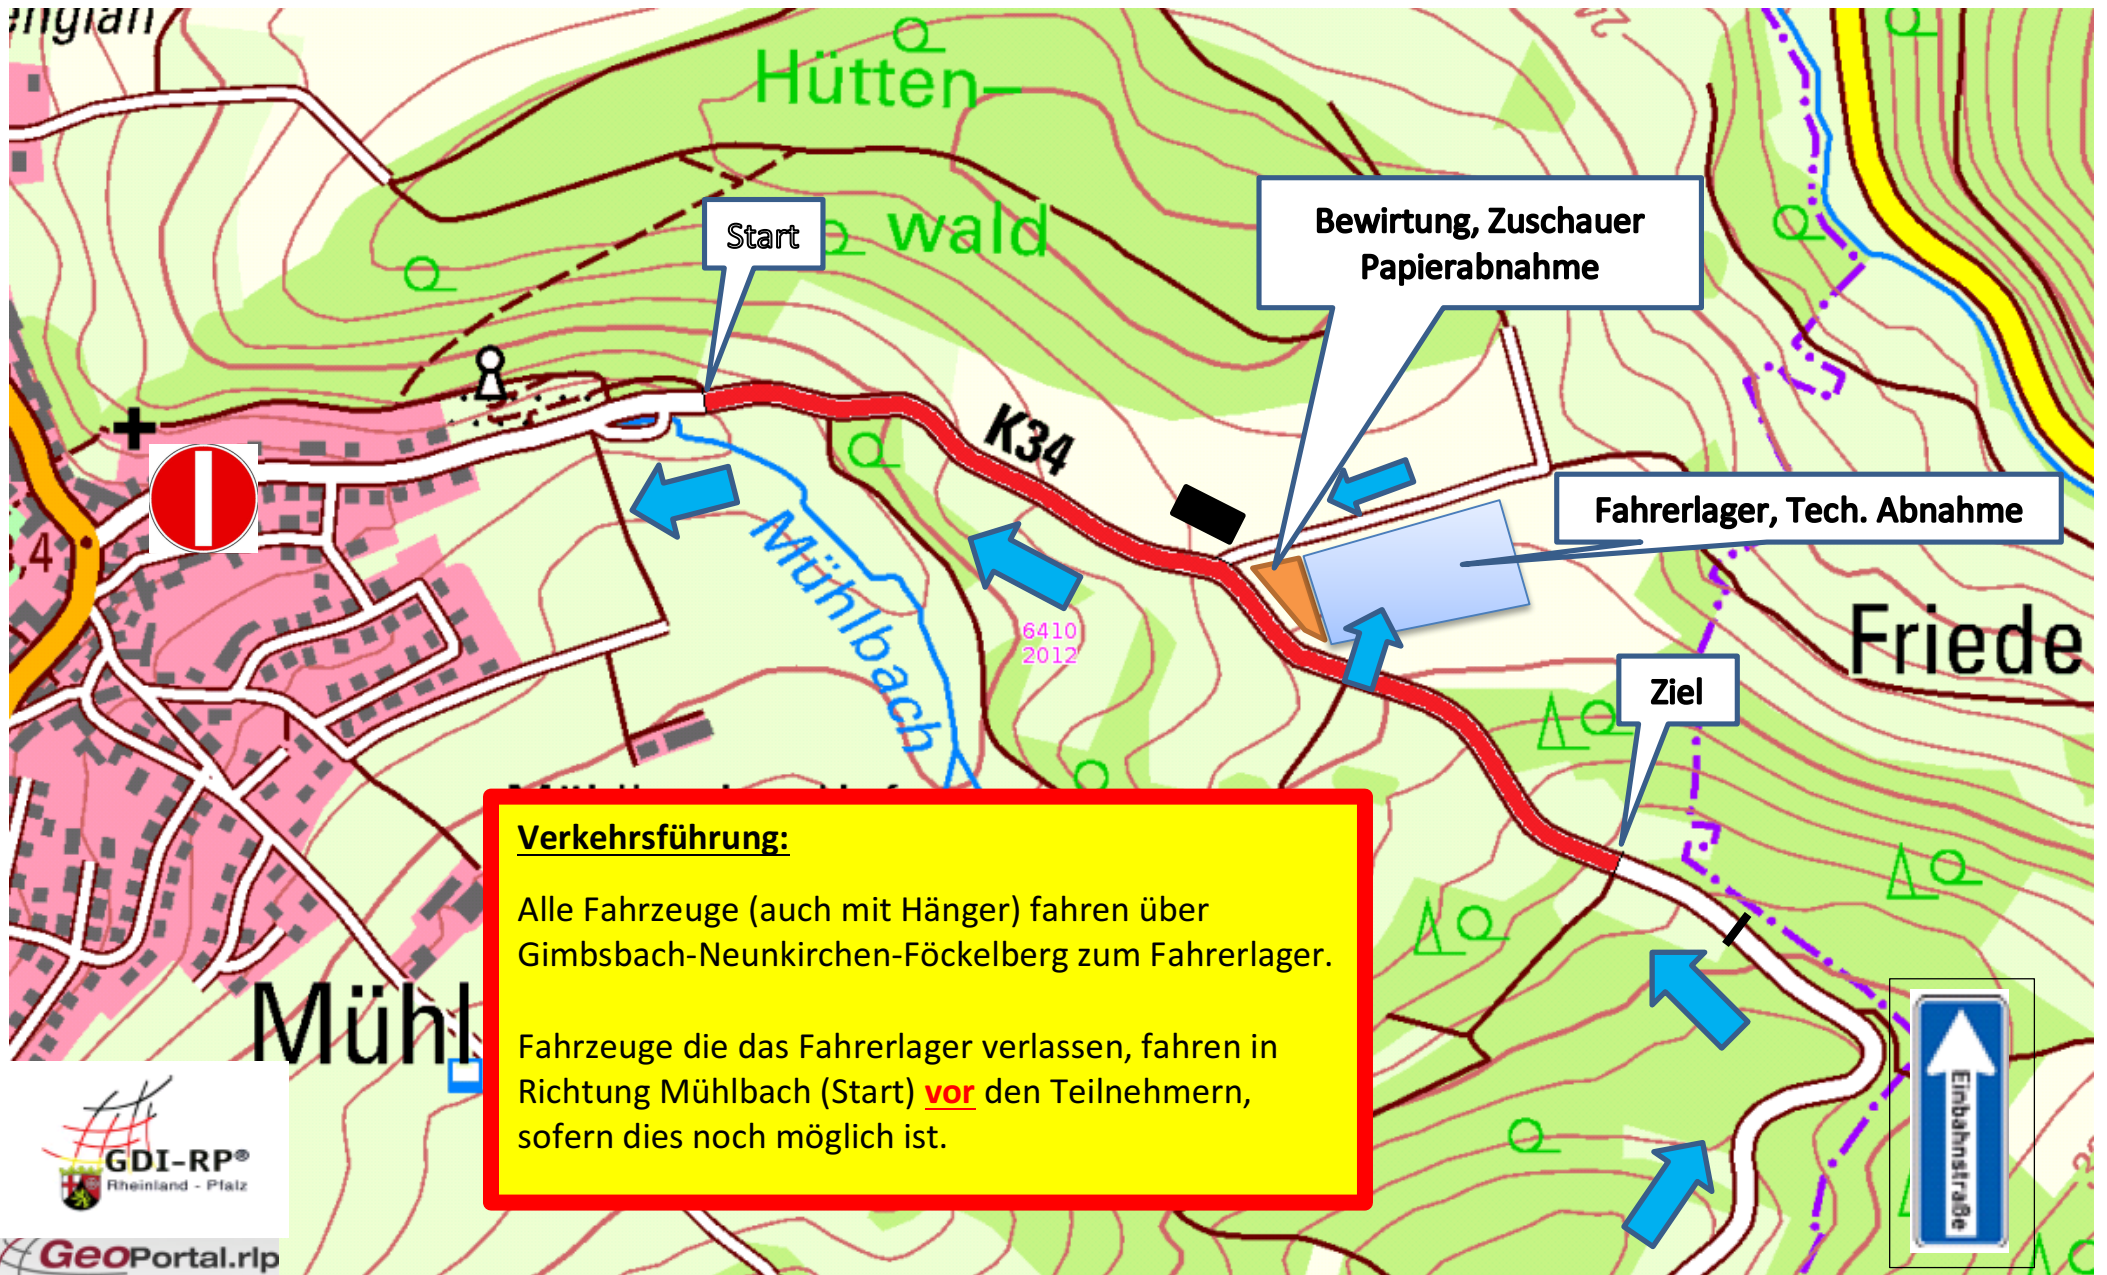 Hütten–
wald
Start
Bewirtung, Zuschauer
Papierabnahme
K34
Fahrerlager, Tech. Abnahme
Mühlbach
6410
2012
Friede
Ziel
Verkehrsführung:
Alle Fahrzeuge (auch mit Hänger) fahren über
Gimbsbach-Neunkirchen-Föckelberg zum Fahrerlager.
Fahrzeuge die das Fahrerlager verlassen, fahren in
Richtung Mühlbach (Start) vor den Teilnehmern,
sofern dies noch möglich ist.
Mühl
Einbahnstraße
GDI-RP®
Rheinland - Pfalz
GeoPortal.rlp